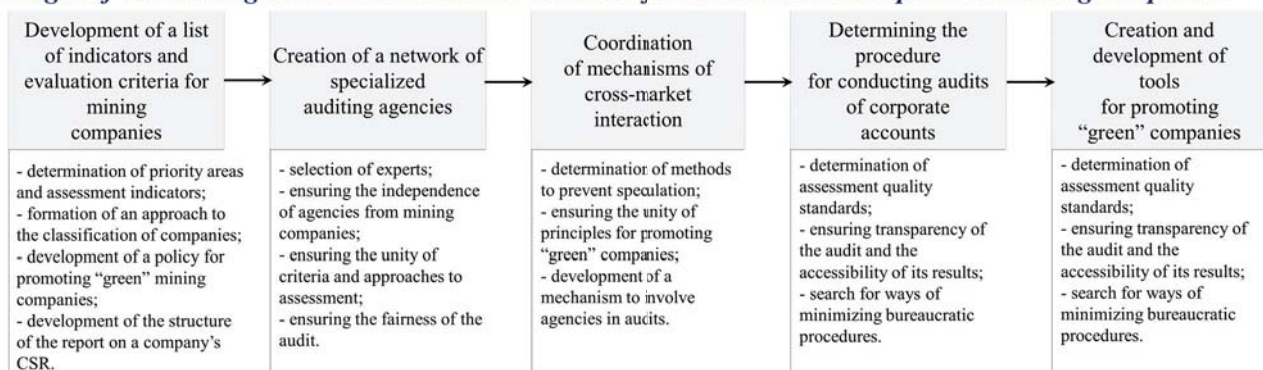 Development of a list
of indicators and
evaluation criteria for
mining
companies
- determination of priority areas
and assessment indicators;
- formation of an approach to
the classification of companies;
- development of a policy for
promoting “green” mining
companies;
- development of the structure
of the report on a company’s
CSR.
Creation of a network of
specialized
auditing agencies
- selection of experts;
- ensuring the independence
of agencies from mining
companies;
- ensuring the unity of
criteria and approaches to
assessment;
- ensuring the fairness of the
audit.
Coordination
of mechanisms of
cross-market
interaction
- determination of methods
to prevent speculation;
- ensuring the unity of
principles for promoting
“green” companies;
- development of a
mechanism to involve
agencies in audits.
Determining the
procedure
for conducting audits
of corporate
accounts
- determination of
assessment quality
standards;
- ensuring transparency of
the audit and the
accessibility of its results;
- search for ways of
minimizing bureaucratic
procedures.
Creation and
development of
tools
for promoting
“green” companies
- determination of
assessment quality
standards;
- ensuring transparency of
the audit and the
accessibility of its results;
- search for ways of
minimizing bureaucratic
procedures.